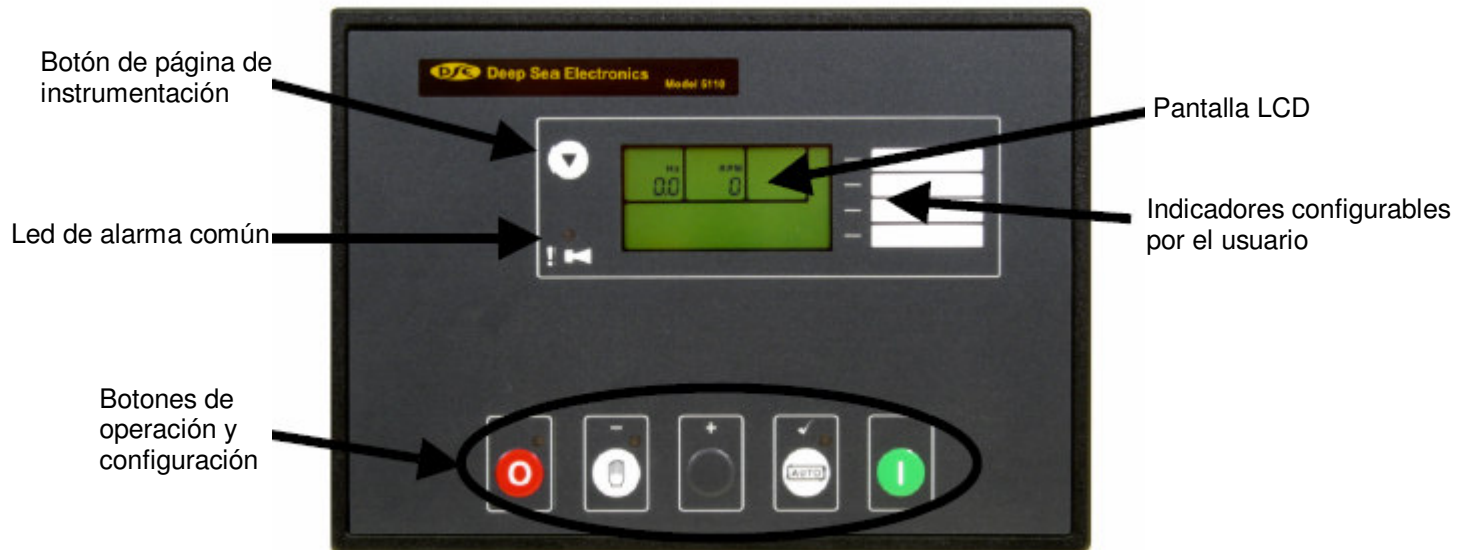 Botón de página de
instrumentación
DSE Deep Sea Electronics
Model 5110
Pantalla LCD
Hz
0.0
RPM
0
Led de alarma común
!
Indicadores configurables
por el usuario
Botones de
operación y
configuración
−
+
✓
O
AUTO
I